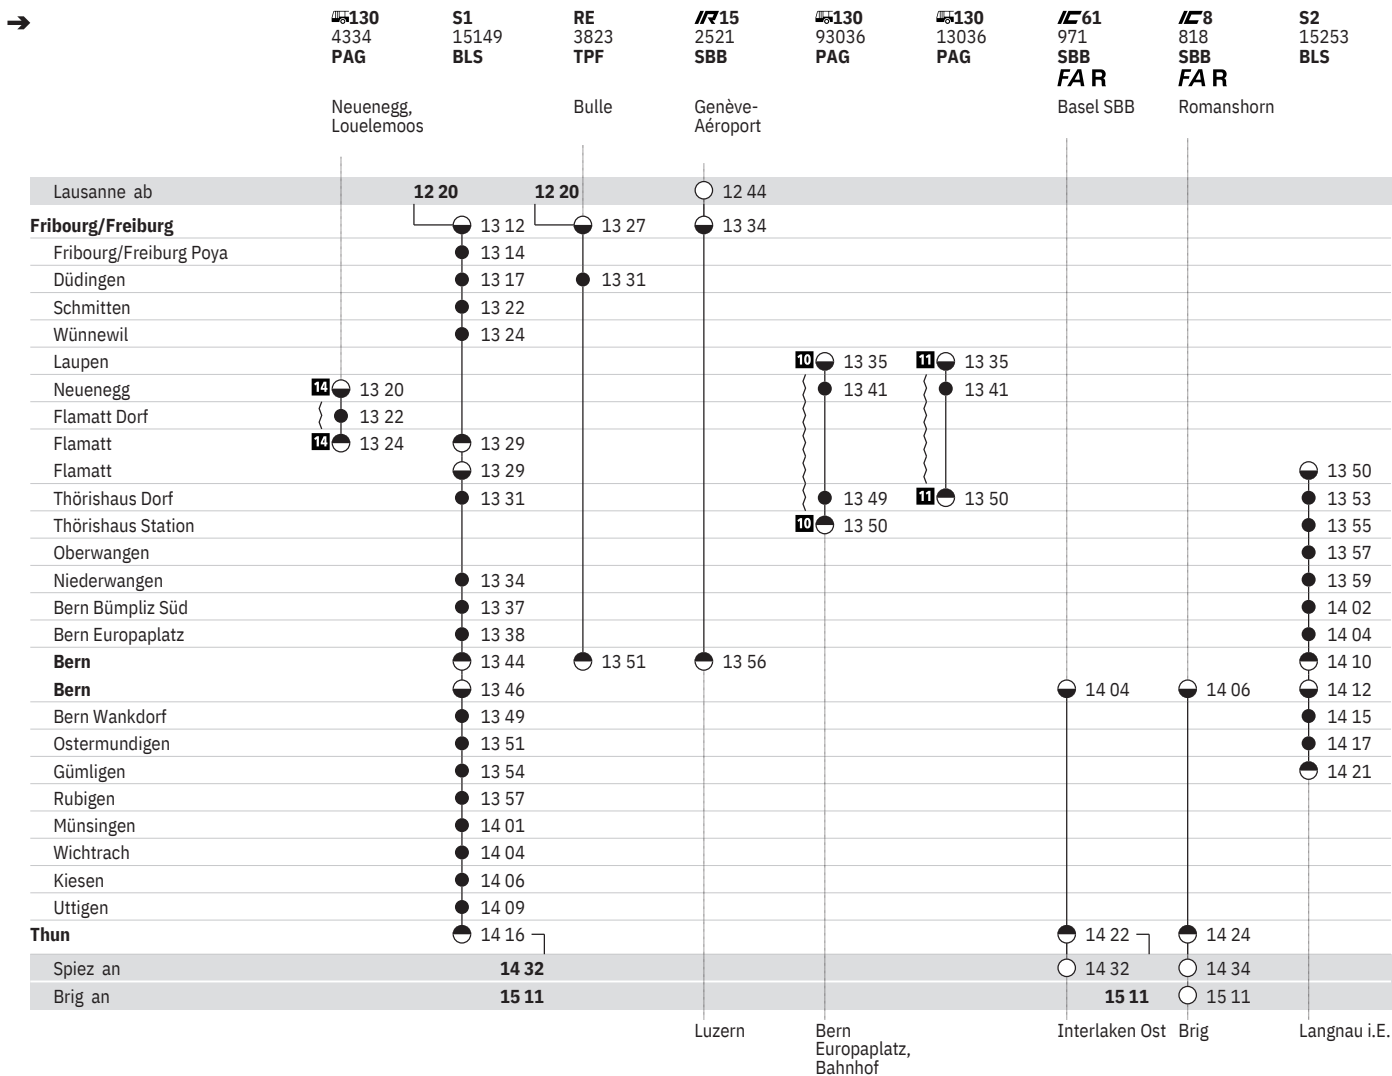 ➔ 130 S1 RE IR15 130 130 IC61 IC8 S2
4334 15149 3823 2521 93036 13036 971 818 15253
PAG BLS TPF SBB PAG PAG SBB SBB BLS
FA R FA R
Neuenegg, Bulle Genève- Basel SBB Romanshorn
Louelemoos Aéroport
Lausanne ab 12 20 12 20 12 44
Fribourg/Freiburg 13 12 13 27 13 34
Fribourg/Freiburg Poya 13 14
Düdingen 13 17 13 31
Schmitten 13 22
Wünnewil 13 24
Laupen 10 13 35 11 13 35
Neuenegg 14 13 20 13 41 13 41
Flamatt Dorf 13 22
Flamatt 14 13 24 13 29
Flamatt 13 29 13 50
Thörishaus Dorf 13 31 13 49 11 13 50 13 53
Thörishaus Station 10 13 50 13 55
Oberwangen 13 57
Niederwangen 13 34 13 59
Bern Bümpliz Süd 13 37 14 02
Bern Europaplatz 13 38 14 04
Bern 13 44 13 51 13 56 14 10
Bern 13 46 14 04 14 06 14 12
Bern Wankdorf 13 49 14 15
Ostermundigen 13 51 14 17
Gümligen 13 54 14 21
Rubigen 13 57
Münsingen 14 01
Wichtrach 14 04
Kiesen 14 06
Uttigen 14 09
Thun 14 16 14 22 14 24
Spiez an 14 32 14 32 14 34
Brig an 15 11 15 11 15 11
Luzern Bern Interlaken Ost Brig Langnau i.E.
Europaplatz,
Bahnhof